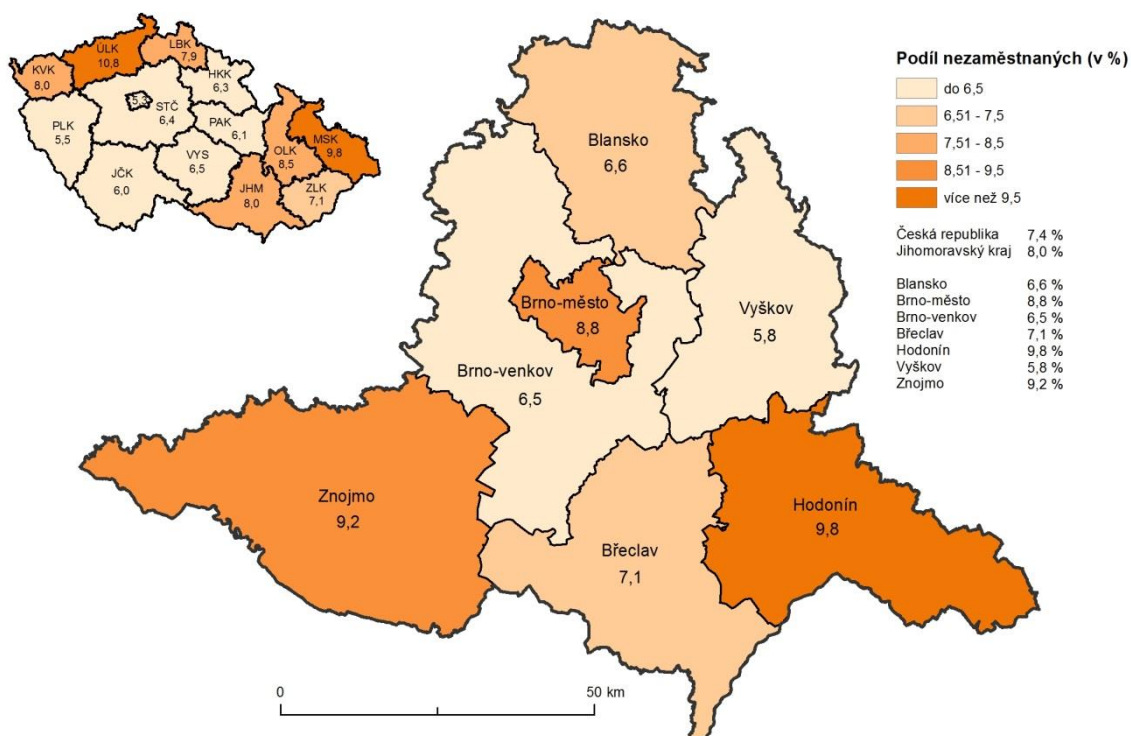 ÚLK
10,8
LBK
7,9
KVK
8,0
HKK
6,3
5,3
STČ
6,4
PLK
5,5
PAK
6,1
MSK
9,8
OLK
8,5
VYS
6,5
JČK
6,0
JHM
8,0
ZLK
7,1
Podíl nezaměstnaných (v %)
do 6,5
6,51 - 7,5
7,51 - 8,5
8,51 - 9,5
více než 9,5
Česká republika 7,4 %
Jihomoravský kraj 8,0 %
Blansko 6,6 %
Brno-město 8,8 %
Brno-venkov 6,5 %
Břeclav 7,1 %
Hodonín 9,8 %
Vyškov 5,8 %
Znojmo 9,2 %
Blansko
6,6
Brno-město
8,8
Vyškov
5,8
Brno-venkov
6,5
Znojmo
9,2
Hodonín
9,8
Břeclav
7,1
0 50 km